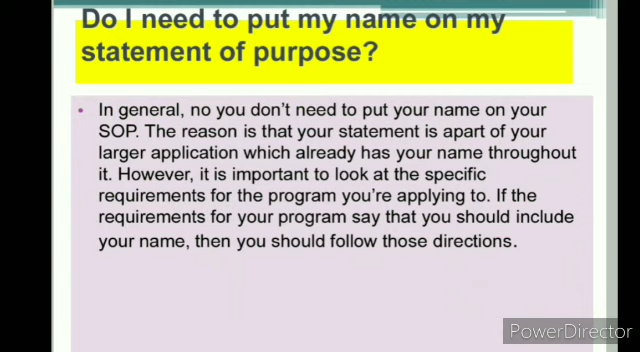 Do I need to put my name on my
statement of purpose?
• In general, no you don't need to put your name on your
SOP. The reason is that your statement is apart of your
larger application which already has your name throughout
it. However, it is important to look at the specific
requirements for the program you're applying to. If the
requirements for your program say that you should include
your name, then you should follow those directions.
PowerDirector